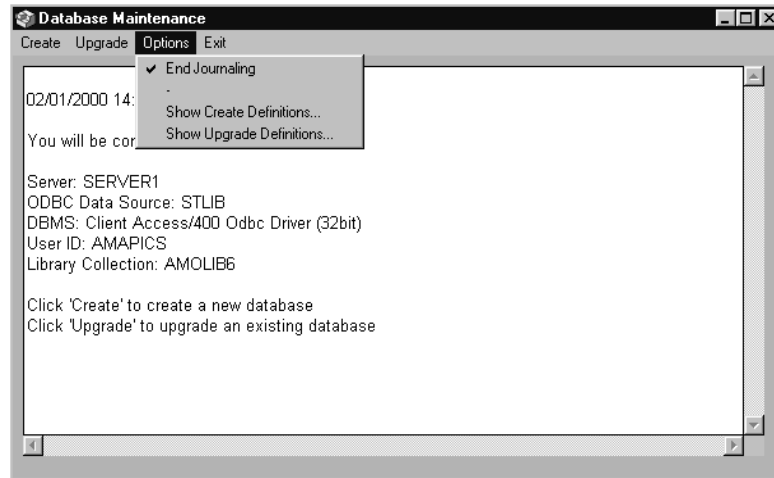 Database Maintenance
Create Upgrade Options Exit
End Journaling
-
Show Create Definitions...
Show Upgrade Definitions...
02/01/2000 14:
You will be
Server: SERVER1
ODBC Data Source: STLIB
DBMS: Client Access/400 Odbc Driver (32bit)
User ID: AMAPICS
Library Collection: AMOLIB6
Click 'Create' to create a new database
Click 'Upgrade' to upgrade an existing database